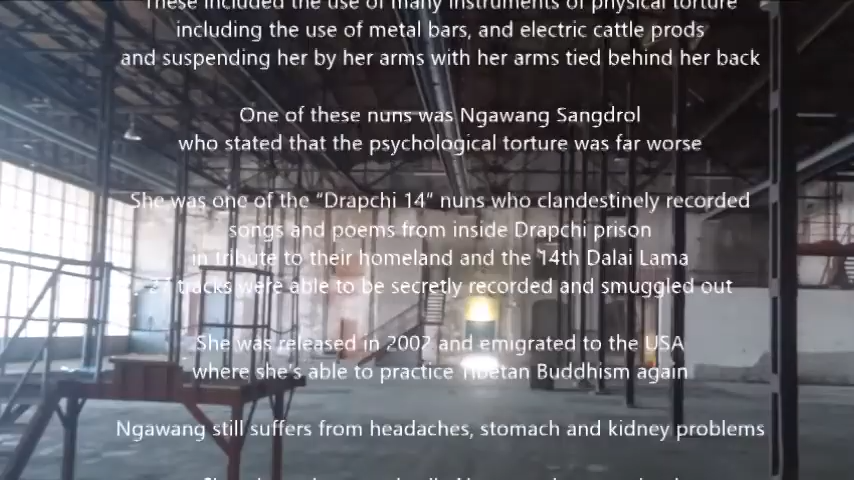 These included the use of many instruments of physical torture
including the use of metal bars, and electric cattle prods
and suspending her by her arms with her arms tied behind her back
One of these nuns was Ngawang Sangdrol
who stated that the psychological torture was far worse
She was one of the “Drapchi 14” nuns who clandestinely recorded
songs and poems from inside Drapchi prison
in tribute to their homeland and the 14th Dalai Lama
27 tracks were able to be secretly recorded and smuggled out
She was released in 2002 and emigrated to the USA
where she's able to practice Tibetan Buddhism again
Ngawang still suffers from headaches, stomach and kidney problems